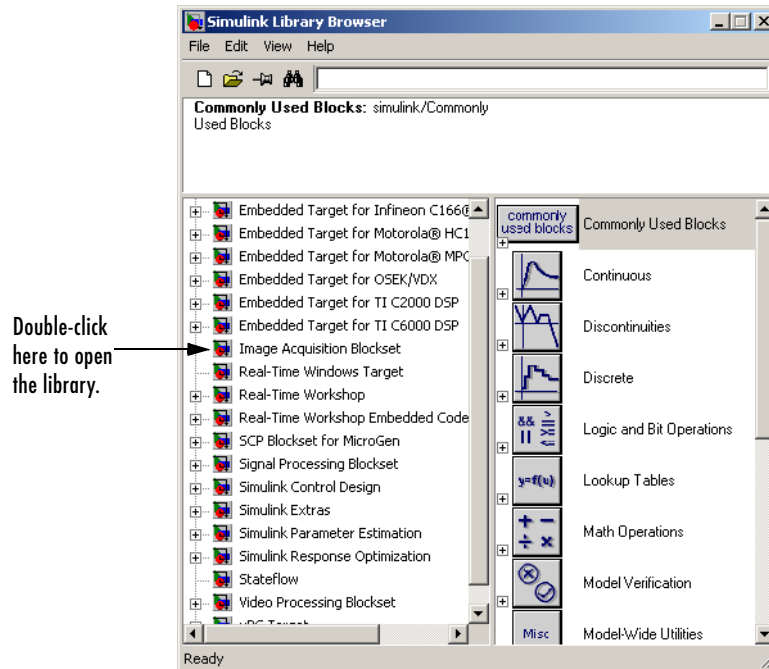 Simulink Library Browser
File Edit View Help
Commonly Used Blocks: simulink/Commonly
Used Blocks
Double-click
here to open
the library.
Embedded Target for Infineon C166®
Embedded Target for Motorola® HC1
Embedded Target for Motorola® MPC
Embedded Target for OSEK/VDX
Embedded Target for TI C2000 DSP
Embedded Target for TI C6000 DSP
Image Acquisition Blockset
Real-Time Windows Target
Real-Time Workshop
Real-Time Workshop Embedded Code
SCP Blockset for MicroGen
Signal Processing Blockset
Simulink Control Design
Simulink Extras
Simulink Parameter Estimation
Simulink Response Optimization
Stateflow
Video Processing Blockset
commonly
used blocks
Commonly Used Blocks
Continuous
Discontinuities
Discrete
&& ||
Logic and Bit Operations
y=f(u)
Lookup Tables
+ − ÷ ×
Math Operations
Model Verification
Misc
Model-Wide Utilities
Ready